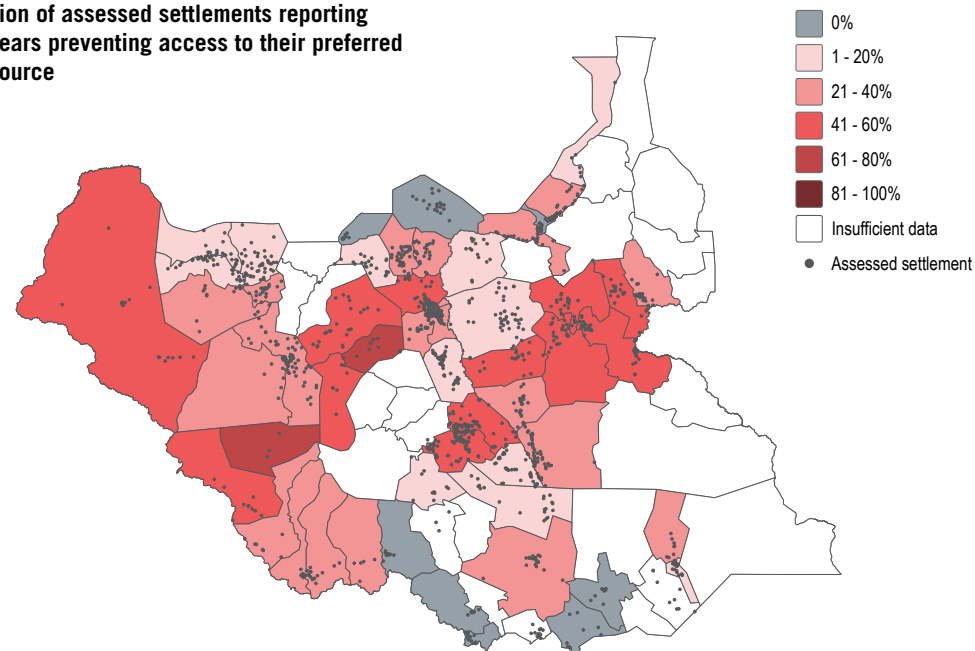 ion of assessed settlements reporting
ears preventing access to their preferred
ource
0%
1 - 20%
21 - 40%
41 - 60%
61 - 80%
81 - 100%
Insufficient data
Assessed settlement